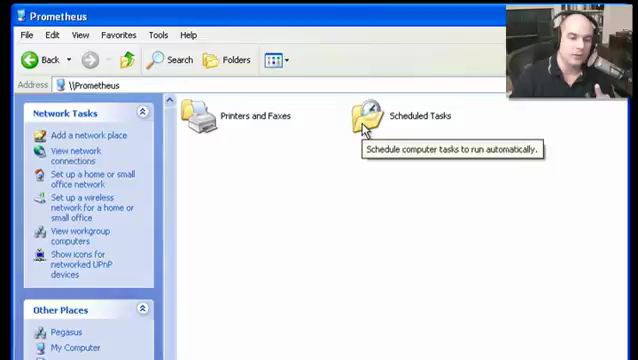 Prometheus
File Edit View Favorites Tools Help
Back Search Folders
Address \\Prometheus
Network Tasks
Add a network place
View network
connections
Set up a home or small
office network
Set up a wireless
network for a home or
small office
View workgroup
computers
Show icons for
networked UPnP
devices
Other Places
Pegasus
My Computer
Printers and Faxes
Scheduled Tasks
Schedule computer tasks to run automatically.